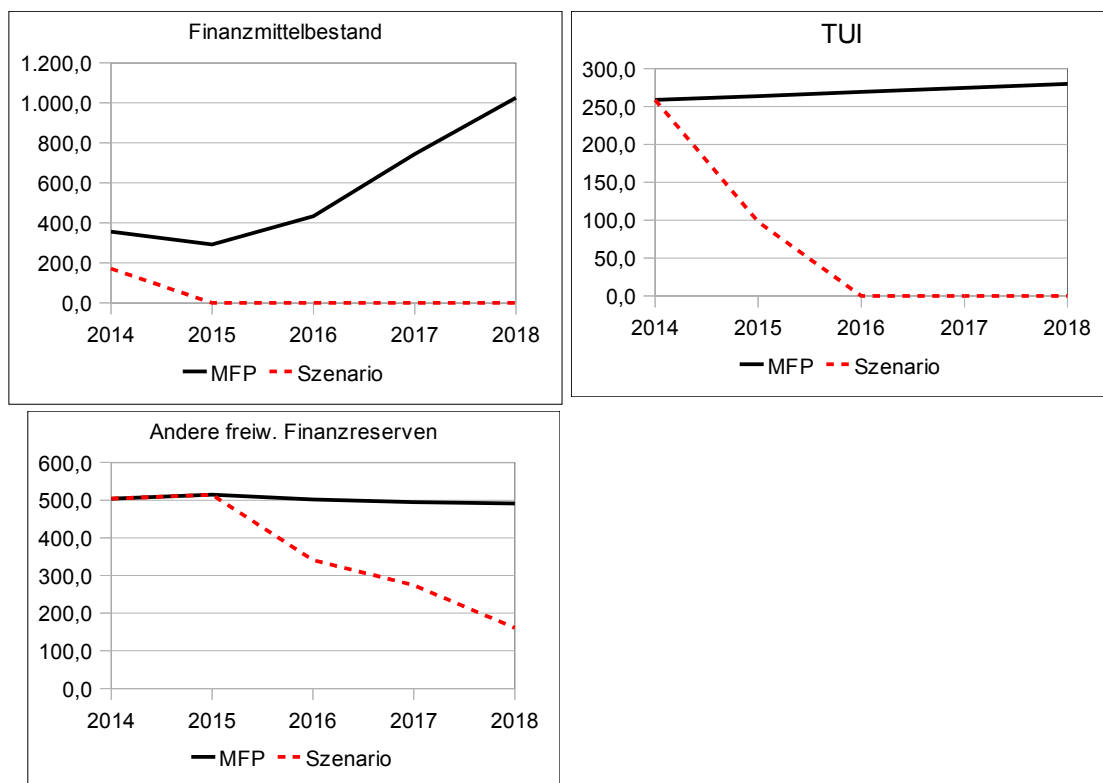 Finanzmittelbestand
1.200,0
1.000,0
800,0
600,0
400,0
200,0
0,0
2014 2015 2016 2017 2018
MFP Szenario
TUI
300,0
250,0
200,0
150,0
100,0
50,0
0,0
2014 2015 2016 2017 2018
MFP Szenario
Andere freiw. Finanzreserven
600,0
500,0
400,0
300,0
200,0
100,0
0,0
2014 2015 2016 2017 2018
MFP Szenario